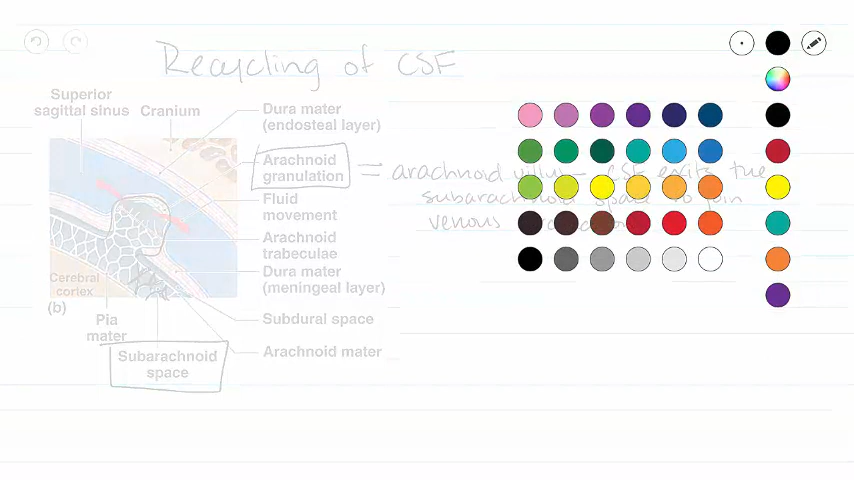 Recycling of CSF
Superior
sagittal sinus
Cranium
Dura mater
(endosteal layer)
Arachnoid
granulation
= arachnoid villus - CSF exits the
subarachnoid space to join
venous
Fluid
movement
Arachnoid
trabeculae
Dura mater
(meningeal layer)
Cerebral
cortex
(b)
Pia
mater
Subdural space
Subarachnoid
space
Arachnoid mater